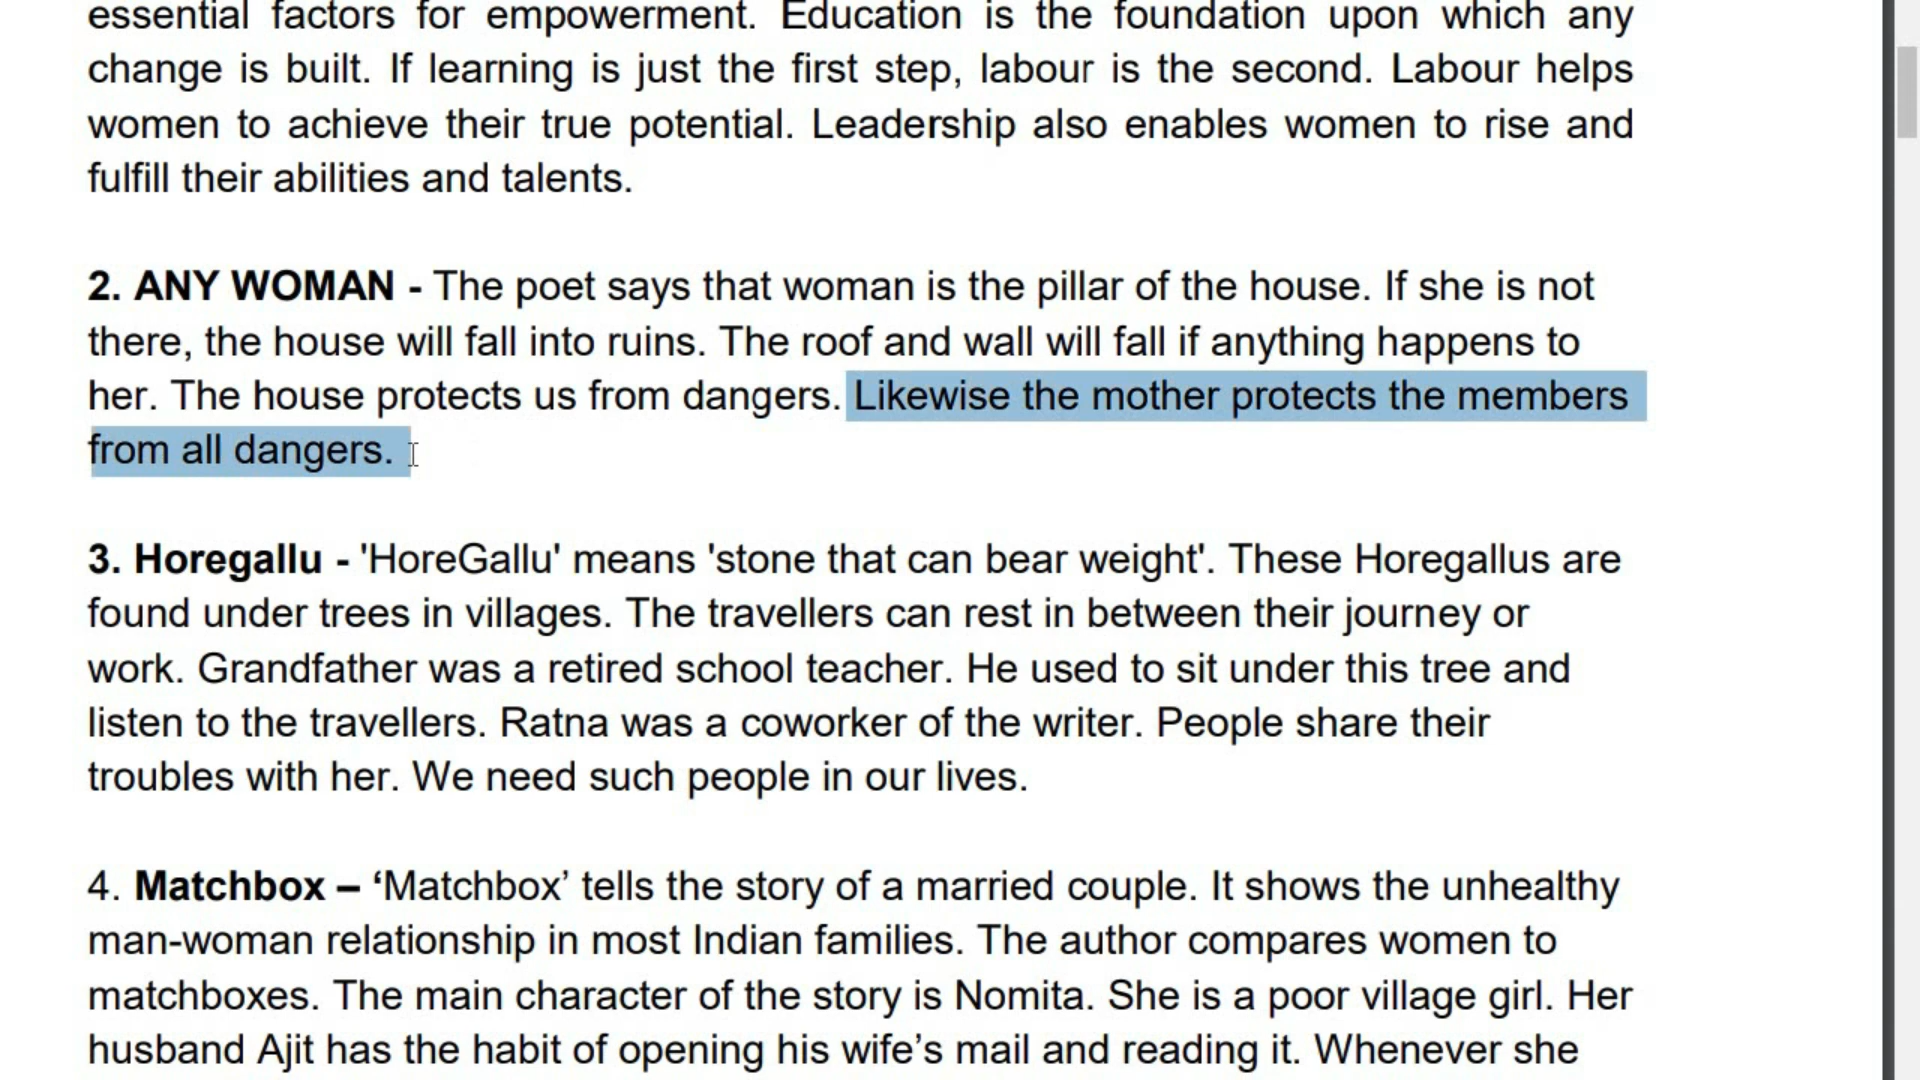 essential factors for empowerment. Education is the foundation upon which any
change is built. If learning is just the first step, labour is the second. Labour helps
women to achieve their true potential. Leadership also enables women to rise and
fulfill their abilities and talents.
2. ANY WOMAN - The poet says that woman is the pillar of the house. If she is not
there, the house will fall into ruins. The roof and wall will fall if anything happens to
her. The house protects us from dangers. Likewise the mother protects the members
from all dangers.
3. Horegallu - 'HoreGallu' means 'stone that can bear weight'. These Horegallus are
found under trees in villages. The travellers can rest in between their journey or
work. Grandfather was a retired school teacher. He used to sit under this tree and
listen to the travellers. Ratna was a coworker of the writer. People share their
troubles with her. We need such people in our lives.
4. Matchbox – ‘Matchbox’ tells the story of a married couple. It shows the unhealthy
man-woman relationship in most Indian families. The author compares women to
matchboxes. The main character of the story is Nomita. She is a poor village girl. Her
husband Ajit has the habit of opening his wife’s mail and reading it. Whenever she